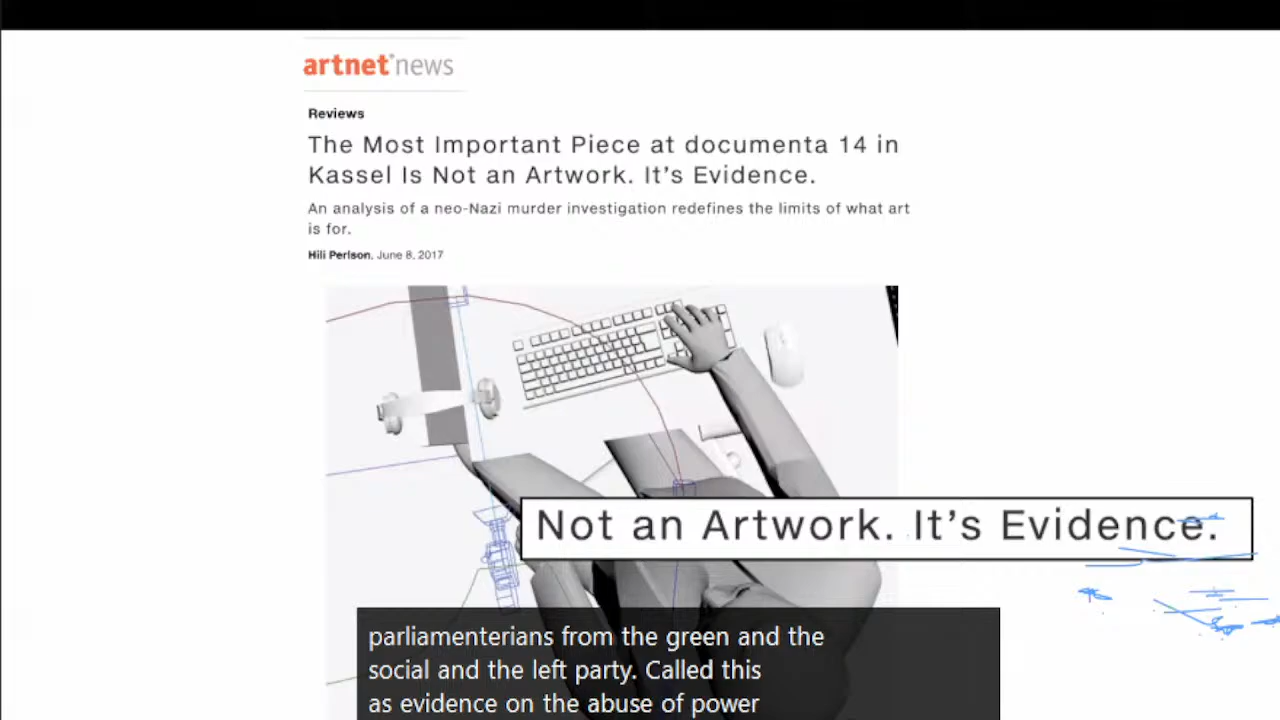 artnet news
Reviews
The Most Important Piece at documenta 14 in
Kassel Is Not an Artwork. It’s Evidence.
An analysis of a neo-Nazi murder investigation redefines the limits of what art
is for.
Hili Perlson, June 8, 2017
Not an Artwork. It’s Evidence.
parliamenterians from the green and the
social and the left party. Called this
as evidence on the abuse of power